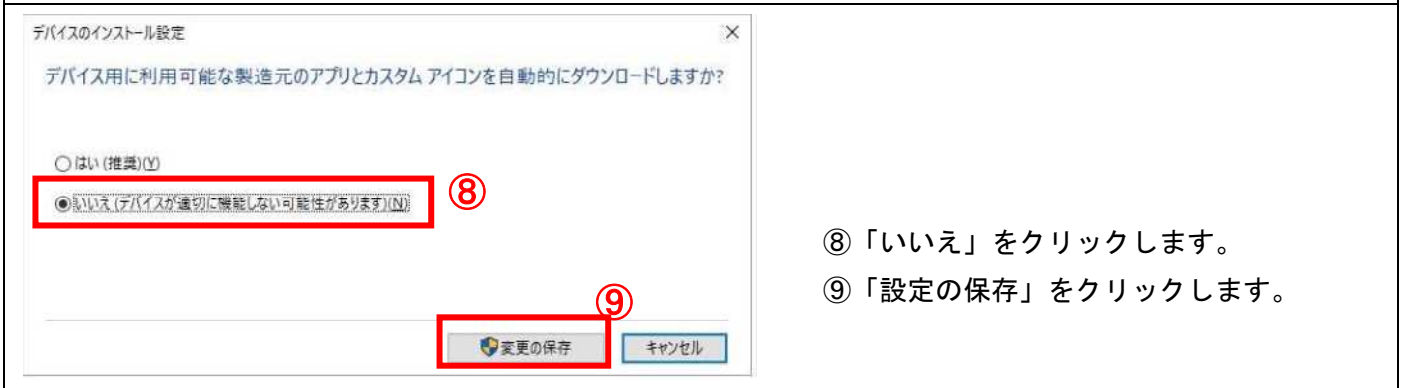 デバイスのインストール設定
デバイス用に利用可能な製造元のアプリとカスタム アイコンを自動的にダウンロードしますか?
はい (推奨)(Y)
いいえ (デバイスが適切に機能しない可能性があります)(N)
⑧
⑨
変更の保存
キャンセル
⑧「いいえ」をクリックします。
⑨「設定の保存」をクリックします。